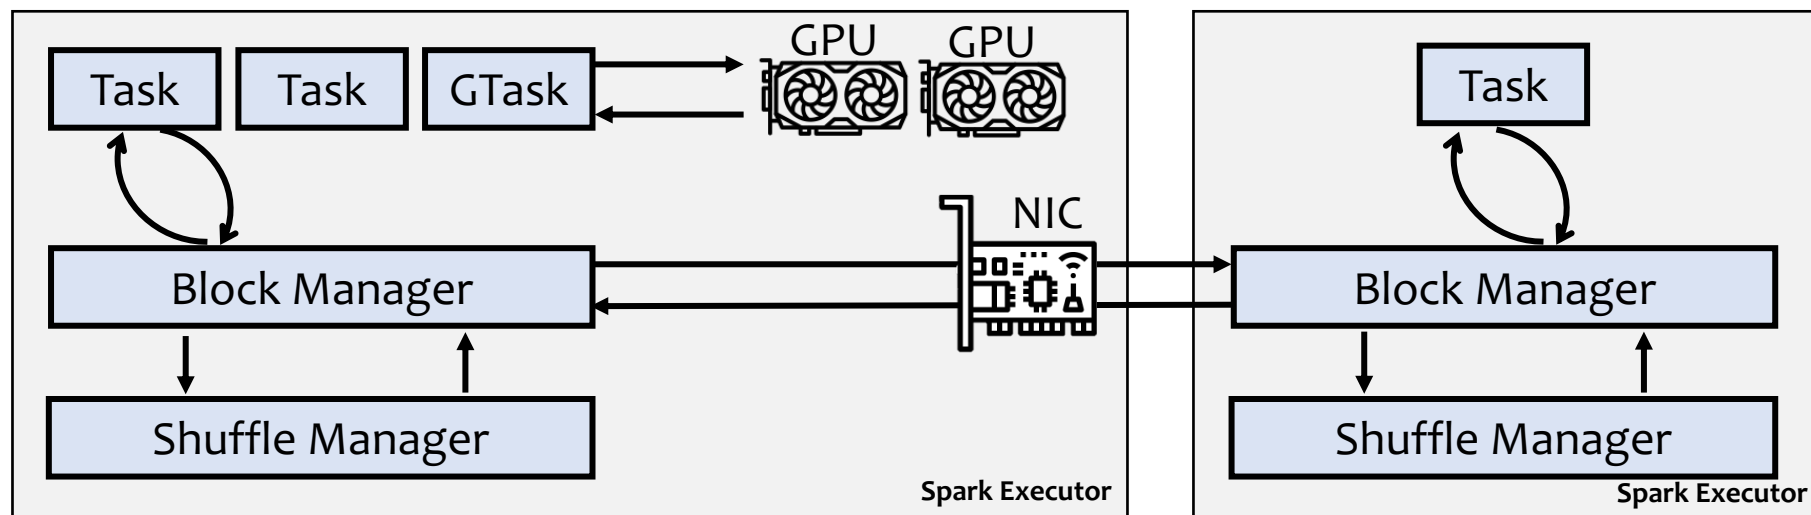 GPU
GPU
Task
Task
GTask
NIC
Block Manager
Shuffle Manager
Spark Executor
Task
Block Manager
Shuffle Manager
Spark Executor